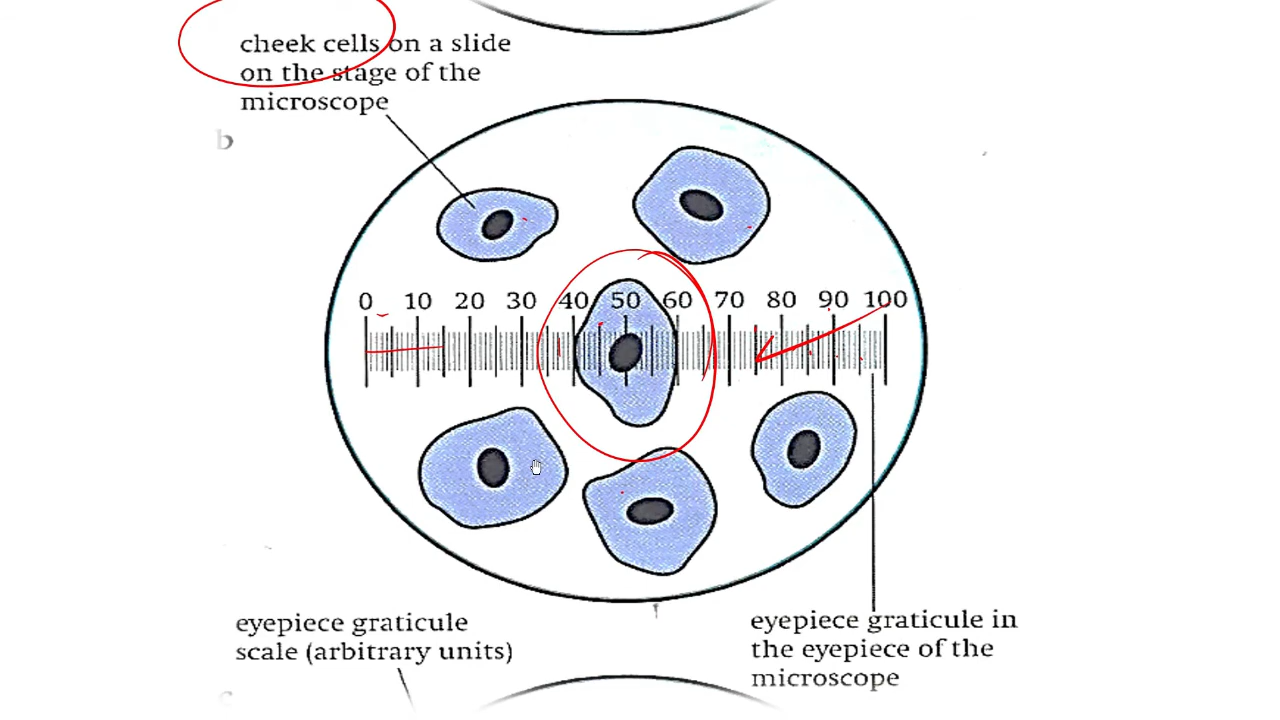 cheek cells on a slide
on the stage of the
microscope
b
0 10 20 30 40 50 60 70 80 90 100
eyepiece graticule
scale (arbitrary units)
eyepiece graticule in
the eyepiece of the
microscope
c